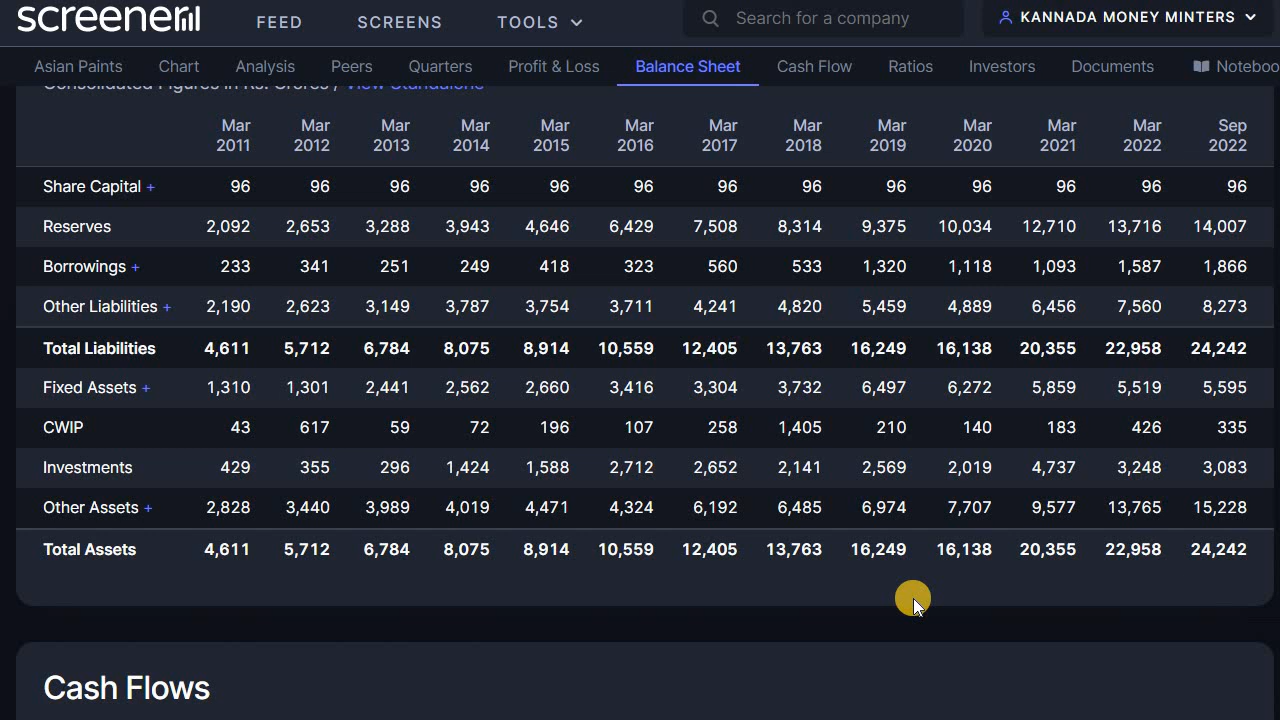 screener
FEED SCREENS TOOLS Search for a company KANNADA MONEY MINTERS
Asian Paints Chart Analysis Peers Quarters Profit & Loss Balance Sheet Cash Flow Ratios Investors Documents Noteboo
Consolidated Figures in Rs. Crores / View Standalone
Mar 2011 Mar 2012 Mar 2013 Mar 2014 Mar 2015 Mar 2016 Mar 2017 Mar 2018 Mar 2019 Mar 2020 Mar 2021 Mar 2022 Sep 2022
Share Capital + 96 96 96 96 96 96 96 96 96 96 96 96 96
Reserves 2,092 2,653 3,288 3,943 4,646 6,429 7,508 8,314 9,375 10,034 12,710 13,716 14,007
Borrowings + 233 341 251 249 418 323 560 533 1,320 1,118 1,093 1,587 1,866
Other Liabilities + 2,190 2,623 3,149 3,787 3,754 3,711 4,241 4,820 5,459 4,889 6,456 7,560 8,273
Total Liabilities 4,611 5,712 6,784 8,075 8,914 10,559 12,405 13,763 16,249 16,138 20,355 22,958 24,242
Fixed Assets + 1,310 1,301 2,441 2,562 2,660 3,416 3,304 3,732 6,497 6,272 5,859 5,519 5,595
CWIP 43 617 59 72 196 107 258 1,405 210 140 183 426 335
Investments 429 355 296 1,424 1,588 2,712 2,652 2,141 2,569 2,019 4,737 3,248 3,083
Other Assets + 2,828 3,440 3,989 4,019 4,471 4,324 6,192 6,485 6,974 7,707 9,577 13,765 15,228
Total Assets 4,611 5,712 6,784 8,075 8,914 10,559 12,405 13,763 16,249 16,138 20,355 22,958 24,242
Cash Flows